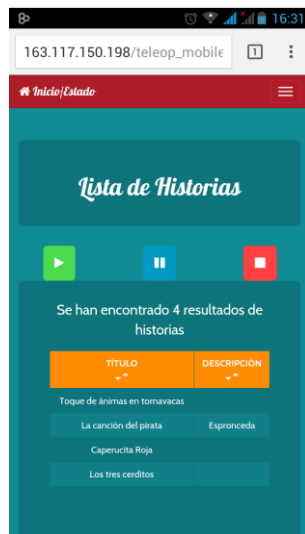 16:31
163.117.150.198/teleop_mobile
1
Inicio/Estado
Lista de Historias
Se han encontrado 4 resultados de
historias
TÍTULO DESCRIPCIÓN
Toque de ánimas en tornavacas
La canción del pirata Espronceda
Caperucita Roja
Los tres cerditos